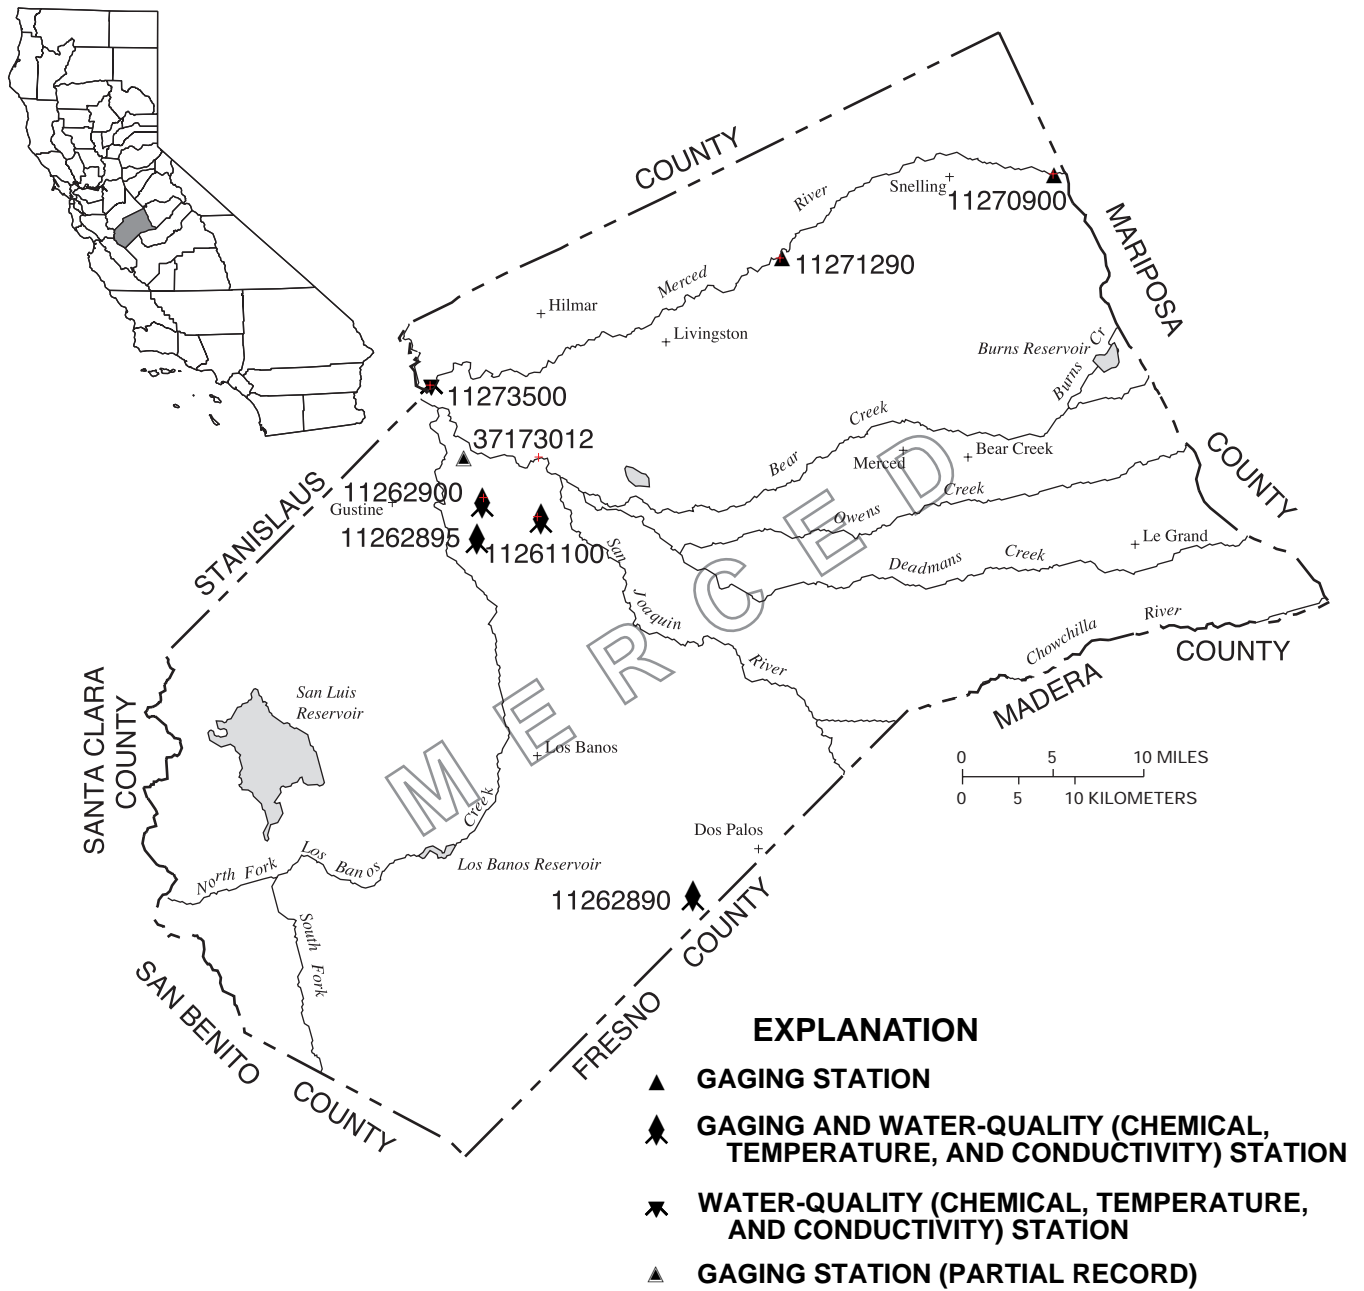 COUNTY
River
Snelling
11270900
MARIPOSA
11271290
Merced
Hilmar
Livingston
Burns Reservoir
Burns Cr
11273500
37173012
Creek
Bear
Merced
Bear Creek
COUNTY
STANISLAUS
11262900
Gustine
11262895
11261100
Owens
Creek
Le Grand
Deadmans
Creek
MERCED
San
Joaquin
River
Chowchilla
River
COUNTY
MADERA
SANTA CLARA
COUNTY
San Luis
Reservoir
Los Banos
0 5 10 MILES
0 5 10 KILOMETERS
Dos Palos
North Fork
Los Banos
Creek
Los Banos Reservoir
11262890
South
Fork
COUNTY
FRESNO
SAN BENITO
COUNTY
EXPLANATION
GAGING STATION
GAGING AND WATER-QUALITY (CHEMICAL,
TEMPERATURE, AND CONDUCTIVITY) STATION
WATER-QUALITY (CHEMICAL, TEMPERATURE,
AND CONDUCTIVITY) STATION
GAGING STATION (PARTIAL RECORD)